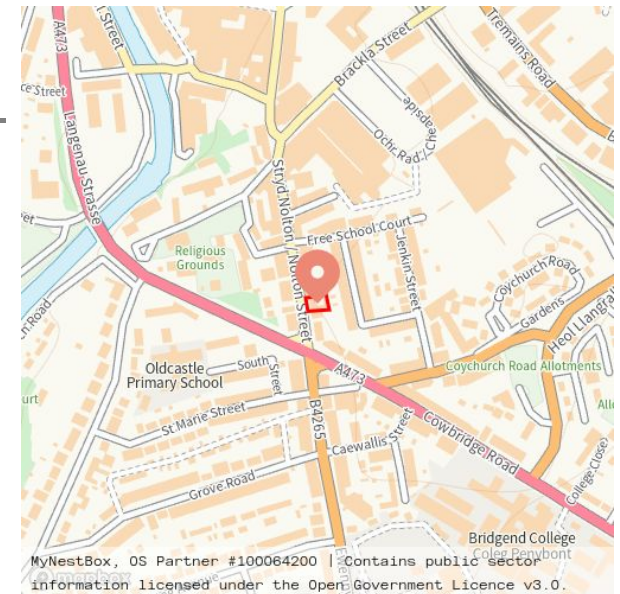 A473
Street
Brackla Street
Tremains Road
Street
Langenau Strasse
Ochr Rad / Cheapside
Stryd Nolton / Nolton Street
Free School Court
Jenkin Street
Religious
Grounds
Coychurch Road
Gardens
Heol
Road
Oldcastle
Primary School
South Street
A473
Coychurch Road Allotments
St Marie Street
B4265
Caewallis Street
Cowbridge Road
Grove Road
College Close
Bridgend College
Coleg Penybont
MyNestBox, OS Partner #100064200 | Contains public sector
mapbox
information licensed under the Open Government Licence v3.0.